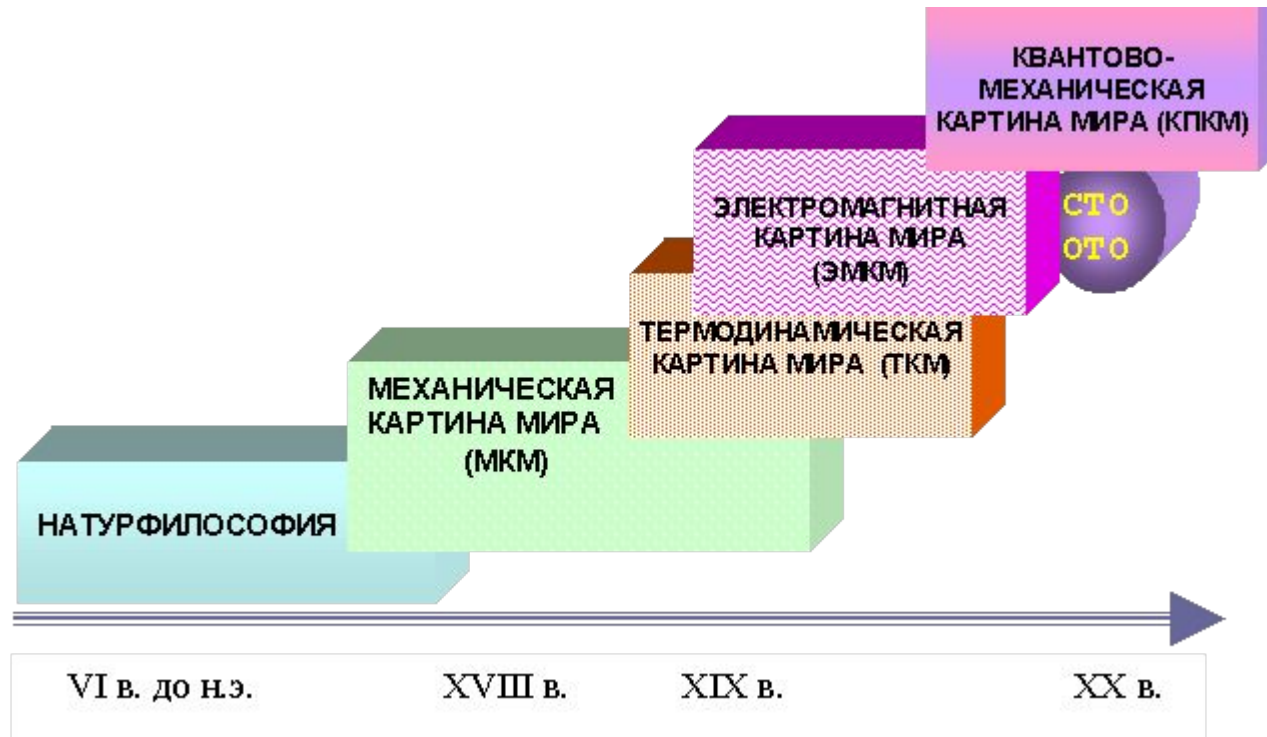 КВАНТОВО-
МЕХАНИЧЕСКАЯ
КАРТИНА МИРА (КПКМ)
ЭЛЕКТРОМАГНИТНАЯ
КАРТИНА МИРА
(ЭМКМ)
СТО
ОТО
ТЕРМОДИНАМИЧЕСКАЯ
КАРТИНА МИРА (ТКМ)
МЕХАНИЧЕСКАЯ
КАРТИНА МИРА
(МКМ)
НАТУРФИЛОСОФИЯ
VI в. до н.э. XVIII в. XIX в. XX в.